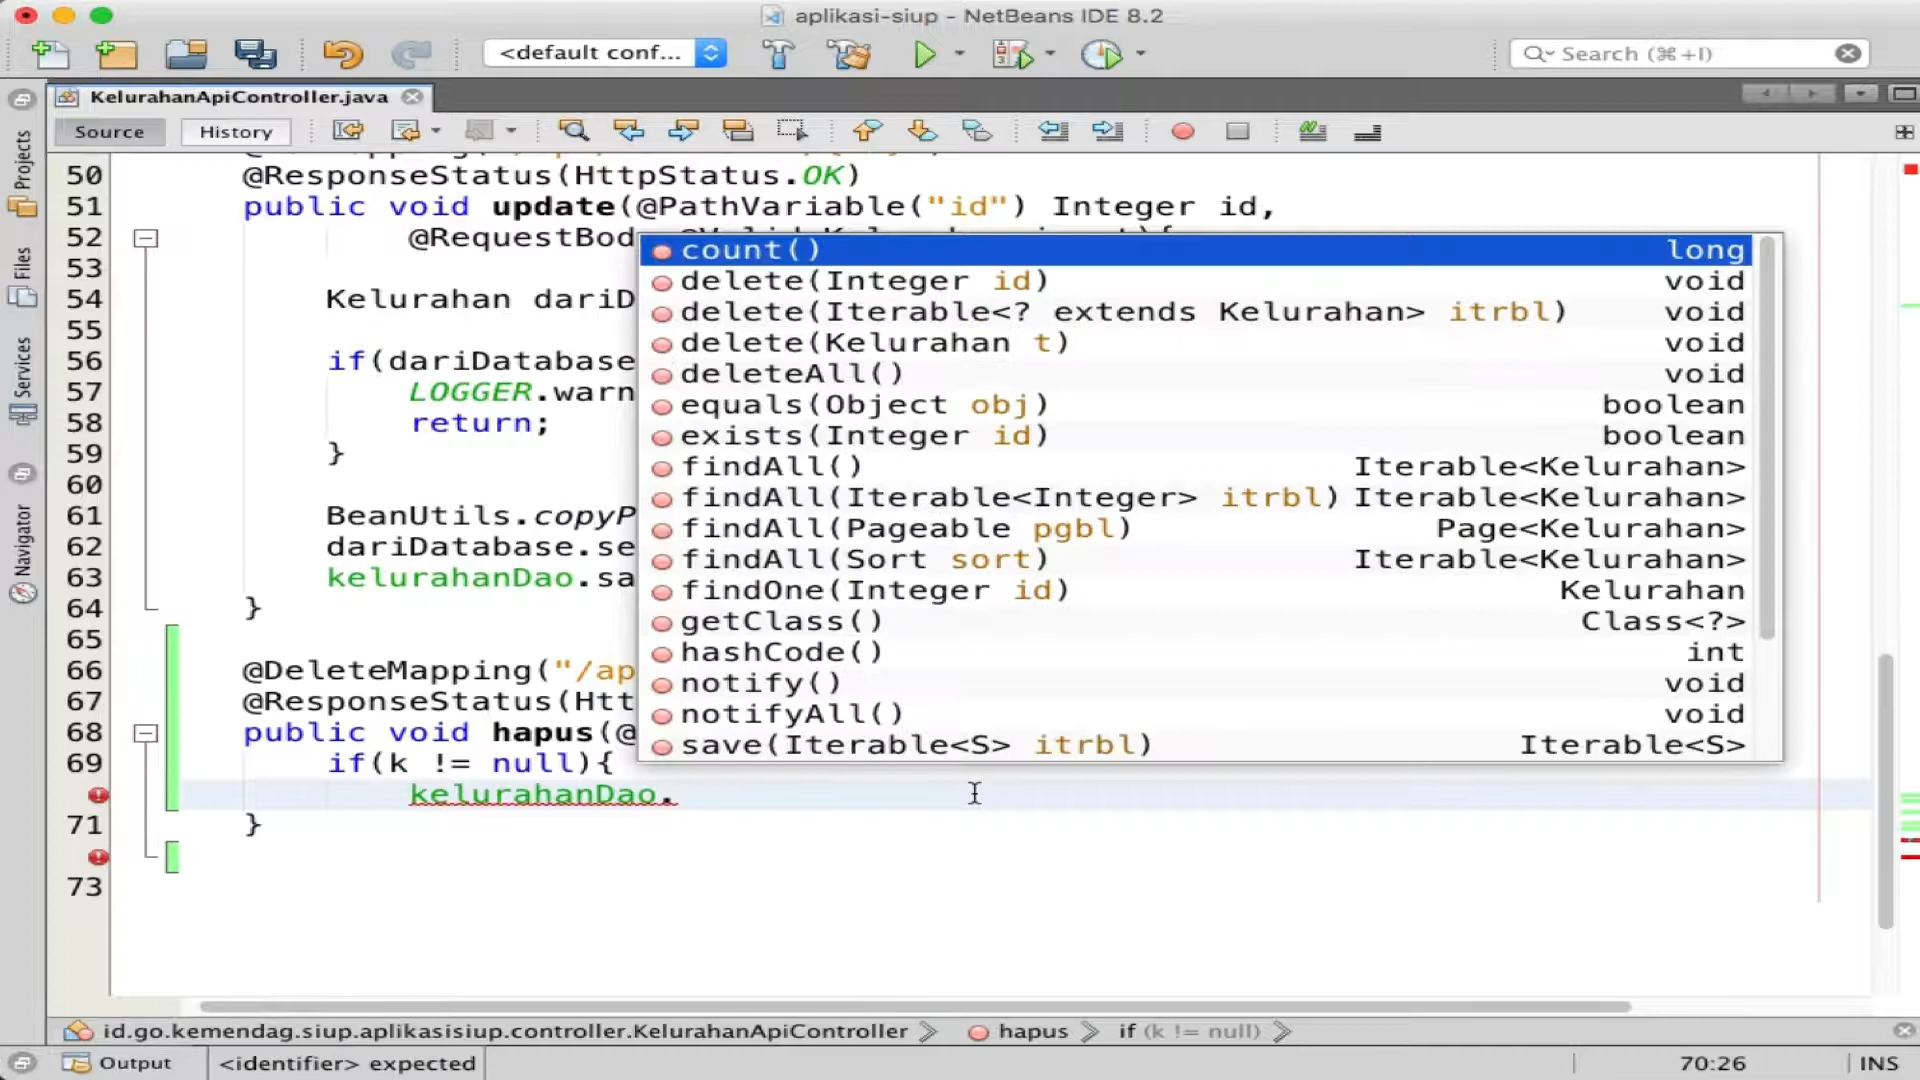 aplikasi-siup - NetBeans IDE 8.2
<default conf...
Search (⌘+I)
KelurahanApiController.java
Source
History
Projects
Files
Services
Navigator
50 @ResponseStatus(HttpStatus.OK)
51 public void update(@PathVariable("id") Integer id,
52 @RequestBod
53
54 Kelurahan dariD
55
56 if(dariDatabase
57 LOGGER.warn
58 return;
59 }
60
61 BeanUtils.copyP
62 dariDatabase.se
63 kelurahanDao.sa
64 }
65
66 @DeleteMapping("/ap
67 @ResponseStatus(Htt
68 public void hapus(@
69 if(k != null){
kelurahanDao.
71 }
73
count() long
delete(Integer id) void
delete(Iterable<? extends Kelurahan> itrbl) void
delete(Kelurahan t) void
deleteAll() void
equals(Object obj) boolean
exists(Integer id) boolean
findAll() Iterable<Kelurahan>
findAll(Iterable<Integer> itrbl) Iterable<Kelurahan>
findAll(Pageable pgbl) Page<Kelurahan>
findAll(Sort sort) Iterable<Kelurahan>
findOne(Integer id) Kelurahan
getClass() Class<?>
hashCode() int
notify() void
notifyAll() void
save(Iterable<S> itrbl) Iterable<S>
id.go.kemendag.siup.aplikasisiup.controller.KelurahanApiController
hapus
if (k != null)
Output
<identifier> expected
70:26
INS